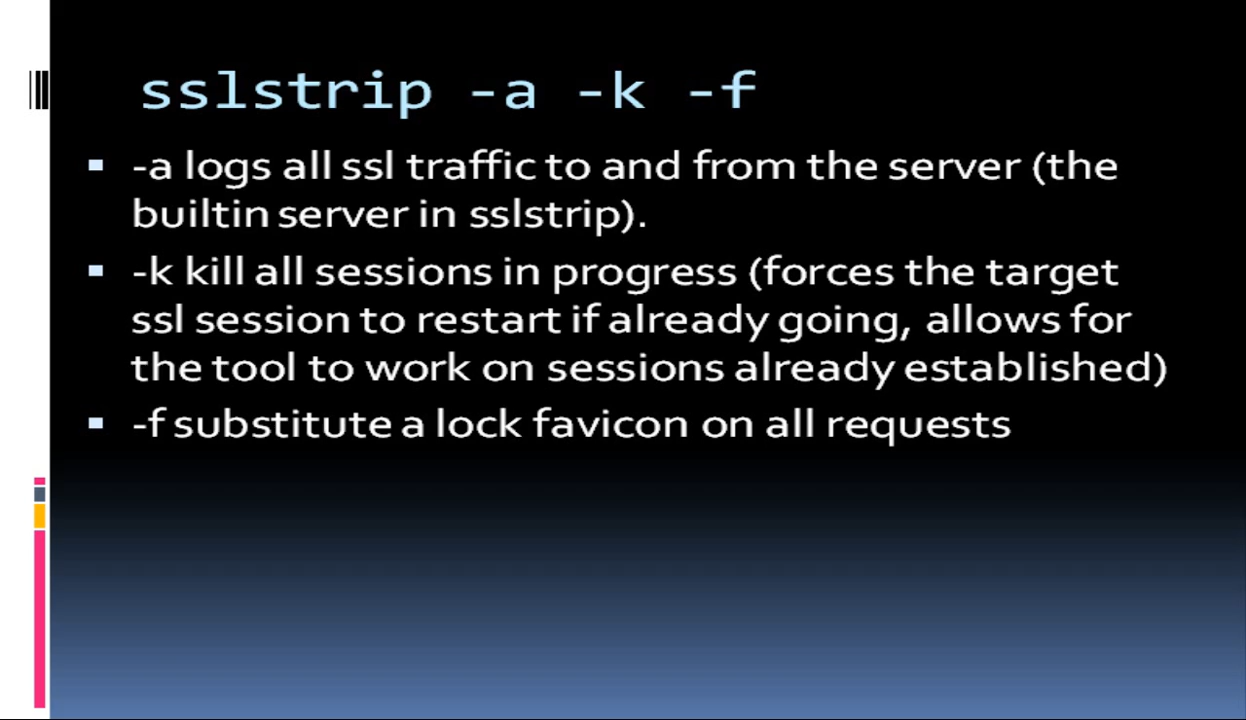 sslstrip -a -k -f
-a logs all ssl traffic to and from the server (the
builtin server in sslstrip).
-k kill all sessions in progress (forces the target
ssl session to restart if already going, allows for
the tool to work on sessions already established)
-f substitute a lock favicon on all requests